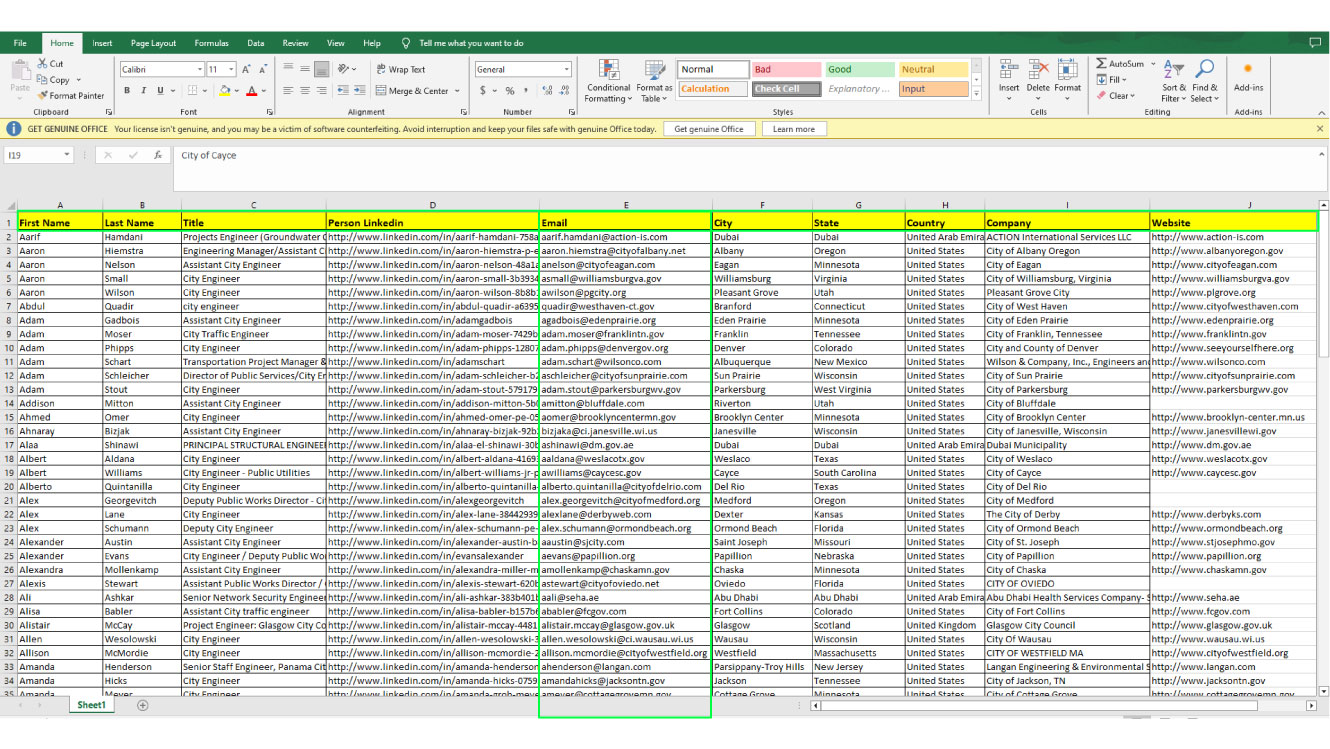 File Home Insert Page Layout Formulas Data Review View Help Tell me what you want to do
Cut
Copy
Format Painter
Paste
Calibri 11
Wrap Text
Merge & Center
General
Conditional Formatting
Format as Table
Normal Bad Good Neutral
Calculation Check Cell Explanatory ... Input
Insert Delete Format
AutoSum
Fill
Clear
Sort & Filter
Find & Select
Add-ins
Clipboard Font Alignment Number Styles Cells Editing Add-ins
GET GENUINE OFFICE Your license isn't genuine, and you may be a victim of software counterfeiting. Avoid interruption and keep your files safe with genuine Office today. Get genuine Office Learn more
I19 fx City of Cayce
A B C D E F G H I J
1 First Name Last Name Title Person Linkedin Email City State Country Company Website
2 Aarif Hamdani Projects Engineer (Groundwater http://www.linkedin.com/in/aarif-hamdani-758a aarif.hamdani@action-is.com Dubai Dubai United Arab Emira ACTION International Services LLC http://www.action-is.com
3 Aaron Hiemstra Engineering Manager/Assistant C http://www.linkedin.com/in/aaron-hiemstra-p-e aaron.hiemstra@cityofalbany.net Albany Oregon United States City of Albany Oregon http://www.albanyoregon.gov
4 Aaron Nelson Assistant City Engineer http://www.linkedin.com/in/aaron-nelson-48a1 anelson@cityofeagan.com Eagan Minnesota United States City of Eagan http://www.cityofeagan.com
5 Aaron Small City Engineer http://www.linkedin.com/in/aaron-small-3b3934 asmall@williamsburgva.gov Williamsburg Virginia United States City of Williamsburg, Virginia http://www.williamsburgva.gov
6 Aaron Wilson City Engineer http://www.linkedin.com/in/aaron-wilson-8b8b awilson@pgcity.org Pleasant Grove Utah United States Pleasant Grove City http://www.plgrove.org
7 Abdul Quadir city engineer http://www.linkedin.com/in/abdul-quadir-a6395 quadir@westhaven-ct.gov Branford Connecticut United States City of West Haven http://www.cityofwesthaven.com
8 Adam Gadbois Assistant City Engineer http://www.linkedin.com/in/adamgadbois agadbois@edenprairie.org Eden Prairie Minnesota United States City of Eden Prairie http://www.edenprairie.org
9 Adam Moser City Traffic Engineer http://www.linkedin.com/in/adam-moser-7429b adam.moser@franklintn.gov Franklin Tennessee United States City of Franklin, Tennessee http://www.franklintn.gov
10 Adam Phipps City Engineer http://www.linkedin.com/in/adam-phipps-12807 adam.phipps@denvergov.org Denver Colorado United States City and County of Denver http://www.seeyourselfhere.org
11 Adam Schart Transportation Project Manager & http://www.linkedin.com/in/adamschart adam.schart@wilsonco.com Albuquerque New Mexico United States Wilson & Company, Inc., Engineers an http://www.wilsonco.com
12 Adam Schleicher Director of Public Services/City E http://www.linkedin.com/in/adam-schleicher-b2 aschleicher@cityofsunprairie.com Sun Prairie Wisconsin United States City of Sun Prairie http://www.cityofsunprairie.com
13 Adam Stout City Engineer http://www.linkedin.com/in/adam-stout-579179 adam.stout@parkersburgwv.gov Parkersburg West Virginia United States City of Parkersburg http://www.parkersburgwv.gov
14 Addison Mitton Assistant City Engineer http://www.linkedin.com/in/addison-mitton-5b amitton@bluffdale.com Riverton Utah United States City of Bluffdale
15 Ahmed Omer City Engineer http://www.linkedin.com/in/ahmed-omer-pe-05 aomer@brooklyncentermn.gov Brooklyn Center Minnesota United States City of Brooklyn Center http://www.brooklyn-center.mn.us
16 Ahnaray Bizjak Assistant City Engineer http://www.linkedin.com/in/ahnaray-bizjak-92b bizjaka@ci.janesville.wi.us Janesville Wisconsin United States City of Janesville, Wisconsin http://www.janesvillewi.gov
17 Alaa Shinawi PRINCIPAL STRUCTURAL ENGINEE http://www.linkedin.com/in/alaa-el-shinawi-30 ashinawi@dm.gov.ae Dubai Dubai United Arab Emira Dubai Municipality http://www.dm.gov.ae
18 Albert Aldana City Engineer http://www.linkedin.com/in/albert-aldana-4169 aaldana@weslacotx.gov Weslaco Texas United States City of Weslaco http://www.weslacotx.gov
19 Albert Williams City Engineer - Public Utilities http://www.linkedin.com/in/albert-williams-jr-p awilliams@caycesc.gov Cayce South Carolina United States City of Cayce http://www.caycesc.gov
20 Alberto Quintanilla City Engineer http://www.linkedin.com/in/alberto-quintanilla- alberto.quintanilla@cityofdelrio.com Del Rio Texas United States City of Del Rio
21 Alex Georgevitch Deputy Public Works Director - Ci http://www.linkedin.com/in/alexgeorgevitch alex.georgevitch@cityofmedford.org Medford Oregon United States City of Medford
22 Alex Lane City Engineer http://www.linkedin.com/in/alex-lane-38442939 alexlane@derbyweb.com Dexter Kansas United States The City of Derby http://www.derbyks.com
23 Alex Schumann Deputy City Engineer http://www.linkedin.com/in/alex-schumann-pe- alex.schumann@ormondbeach.org Ormond Beach Florida United States City of Ormond Beach http://www.ormondbeach.org
24 Alexander Austin Assistant City Engineer http://www.linkedin.com/in/alexander-austin-b aaustin@sjcity.com Saint Joseph Missouri United States City of St. Joseph http://www.stjosephmo.gov
25 Alexander Evans City Engineer / Deputy Public Wo http://www.linkedin.com/in/evansalexander aevans@papillion.org Papillion Nebraska United States City of Papillion http://www.papillion.org
26 Alexandra Mollenkamp Assistant City Engineer http://www.linkedin.com/in/alexandra-miller-m amollenkamp@chaskamn.gov Chaska Minnesota United States City of Chaska http://www.chaskamn.gov
27 Alexis Stewart Assistant Public Works Director / http://www.linkedin.com/in/alexis-stewart-620b astewart@cityofoviedo.net Oviedo Florida United States CITY OF OVIEDO
28 Ali Ashkar Senior Network Security Enginee http://www.linkedin.com/in/ali-ashkar-383b401 aali@seha.ae Abu Dhabi Abu Dhabi United Arab Emira Abu Dhabi Health Services Company- http://www.seha.ae
29 Alisa Babler Assistant City traffic engineer http://www.linkedin.com/in/alisa-babler-b157b ababler@fcgov.com Fort Collins Colorado United States City of Fort Collins http://www.fcgov.com
30 Alistair McCay Project Engineer: Glasgow City Co http://www.linkedin.com/in/alistair-mccay-4481 alistair.mccay@glasgow.gov.uk Glasgow Scotland United Kingdom Glasgow City Council http://www.glasgow.gov.uk
31 Allen Wesolowski City Engineer http://www.linkedin.com/in/allen-wesolowski-3 allen.wesolowski@ci.wausau.wi.us Wausau Wisconsin United States City Of Wausau http://www.wausau.wi.us
32 Allison McMordie City Engineer http://www.linkedin.com/in/allison-mcmordie-2 allison.mcmordie@cityofwestfield.org Westfield Massachusetts United States CITY OF WESTFIELD MA http://www.cityofwestfield.org
33 Amanda Henderson Senior Staff Engineer, Panama Cit http://www.linkedin.com/in/amanda-henderson ahenderson@langan.com Parsippany-Troy Hills New Jersey United States Langan Engineering & Environmental S http://www.langan.com
34 Amanda Hicks City Engineer http://www.linkedin.com/in/amanda-hicks-0759 amandahicks@jacksontn.gov Jackson Tennessee United States City of Jackson, TN http://www.jacksontn.gov
35 Amanda Meyer City Engineer http://www.linkedin.com/in/amanda-grob-meye ameyer@cottagegrovemn.gov Cottage Grove Minnesota United States City of Cottage Grove http://www.cottagegrovemn.gov
Sheet1